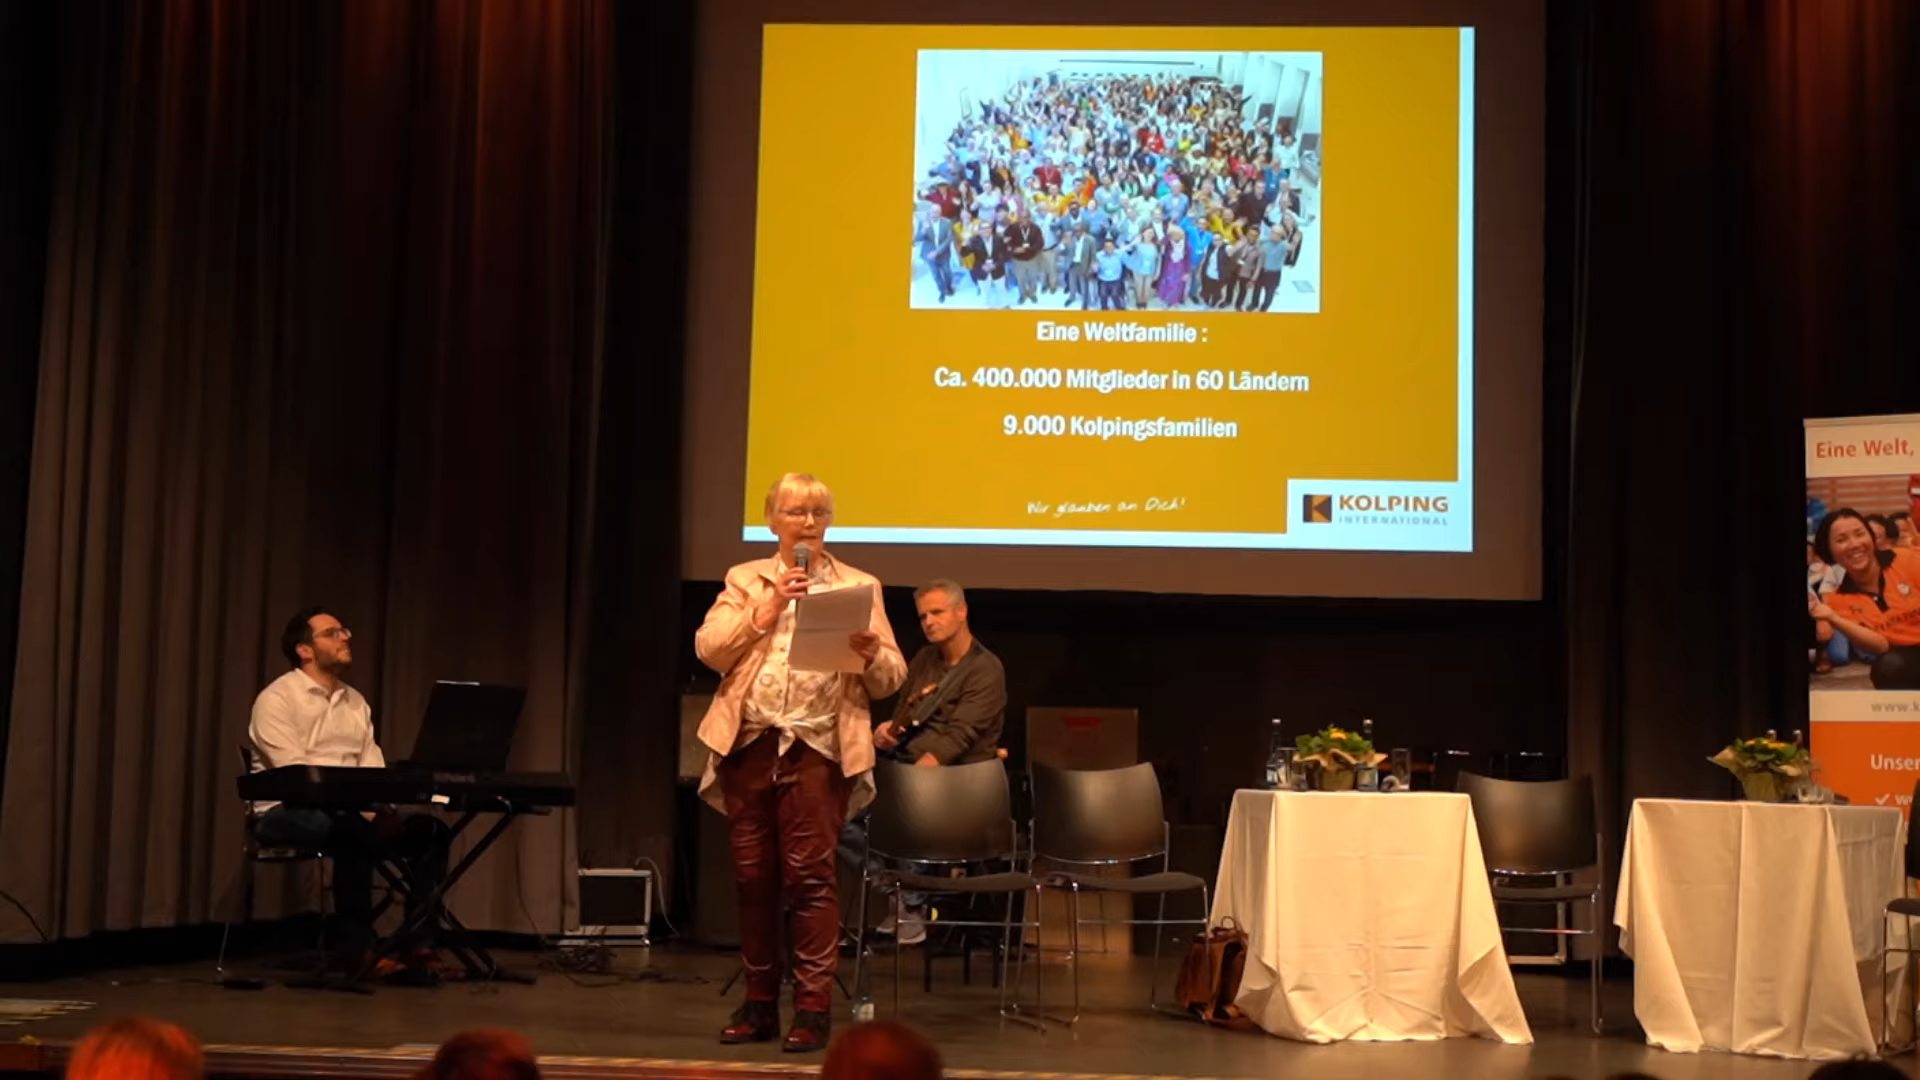 Eine Weltfamilie :
Ca. 400.000 Mitglieder in 60 Ländern
9.000 Kolpingsfamilien
Wir glauben an Dich!
KOLPING
INTERNATIONAL
Eine Welt,
www.k
Unser